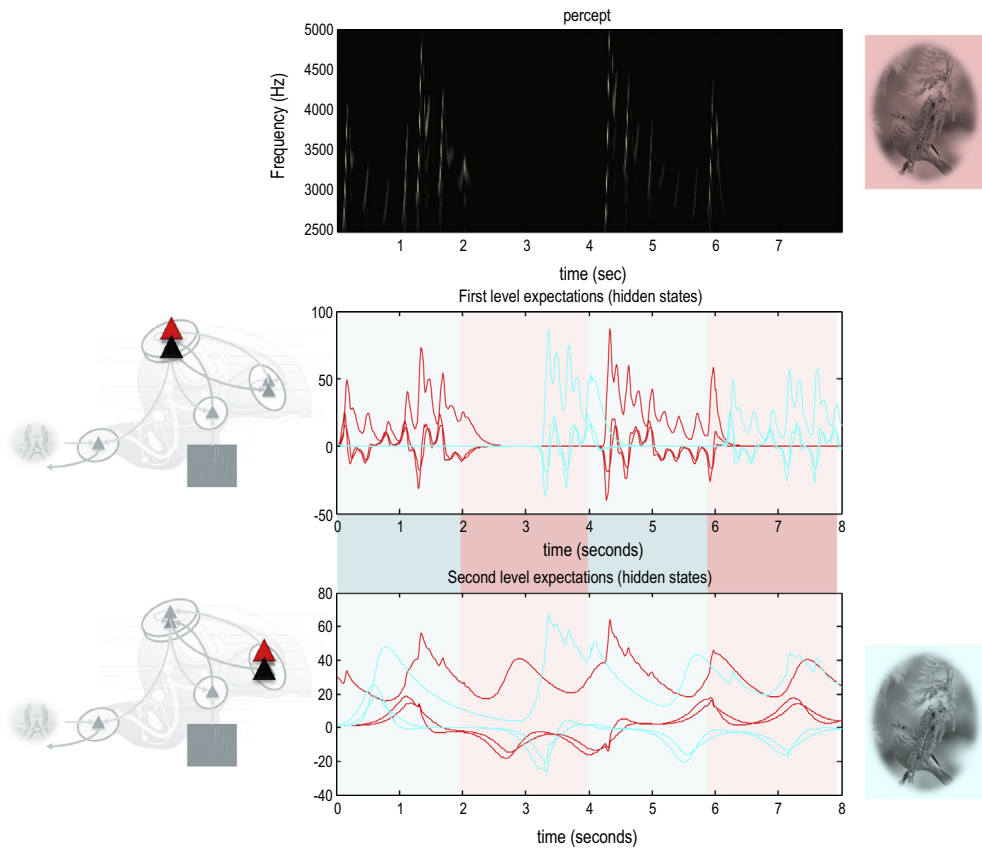 percept
Frequency (Hz)
5000
4500
4000
3500
3000
2500
1 2 3 4 5 6 7
time (sec)
First level expectations (hidden states)
100
50
0
-50
0 1 2 3 4 5 6 7 8
time (seconds)
Second level expectations (hidden states)
80
60
40
20
0
-20
-40
0 1 2 3 4 5 6 7 8
time (seconds)